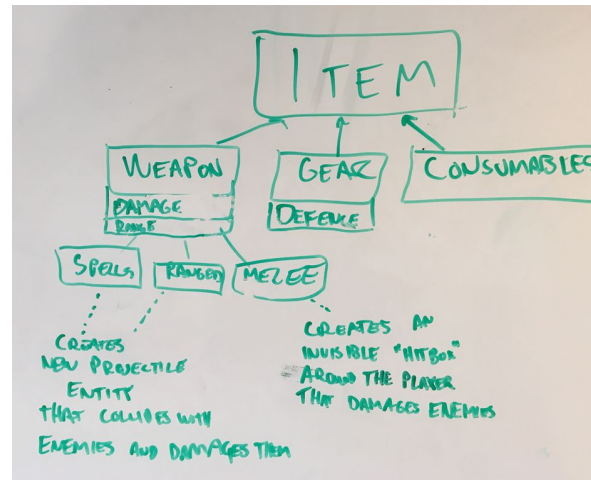 ITEM
WEAPON
DAMAGE
RANGE
GEAR
DEFENCE
CONSUMABLES
SPELLS
RANGED
MELEE
CREATES
NEW PROJECTILE
ENTITY
THAT COLLIDES WITH
ENEMIES AND DAMAGES THEM
CREATES AN
INVISIBLE "HITBOX"
AROUND THE PLAYER
THAT DAMAGES ENEMIES